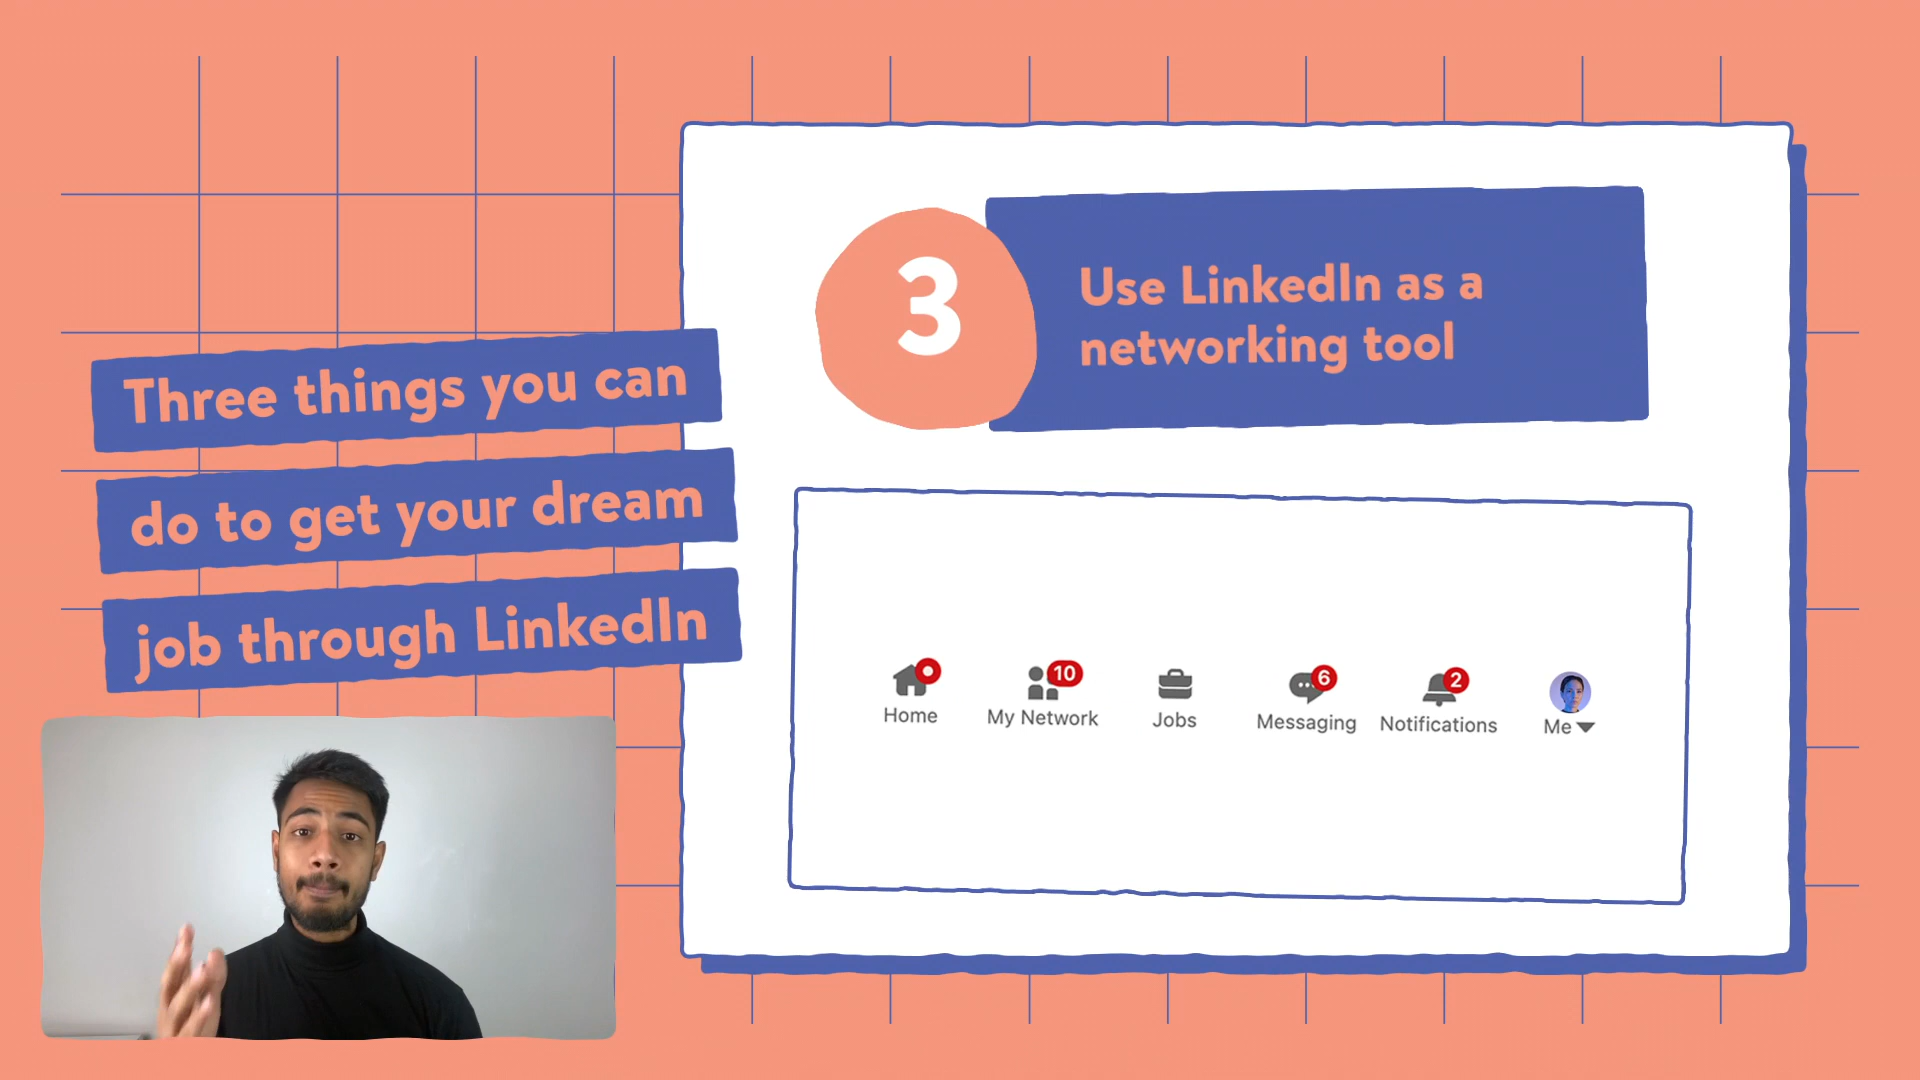 Three things you can
do to get your dream
job through LinkedIn
3
Use LinkedIn as a
networking tool
10
6
2
Home
My Network
Jobs
Messaging
Notifications
Me